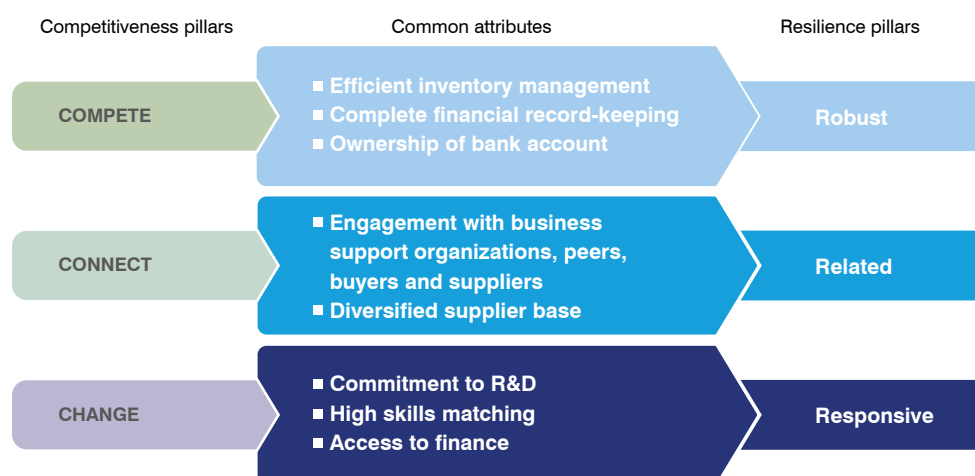 Competitiveness pillars
Common attributes
Resilience pillars
COMPETE
■ Efficient inventory management
■ Complete financial record-keeping
■ Ownership of bank account
Robust
CONNECT
■ Engagement with business
support organizations, peers,
buyers and suppliers
■ Diversified supplier base
Related
CHANGE
■ Commitment to R&D
■ High skills matching
■ Access to finance
Responsive